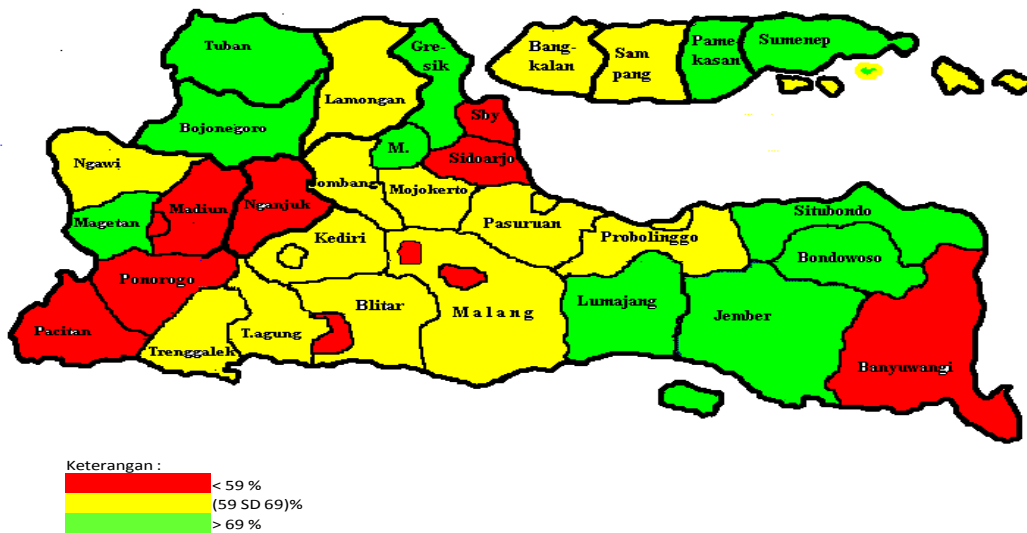 Tuban
Gre-
sik
Bang-
kalan
Sam
pang
Pame
kasan
Sumenep
Lamongan
Sby
Bojonegoro
M.
Sidoarjo
Ngawi
Jombang
Mojokerto
Magetan
Madiun
Nganjuk
Pasuruan
Situbondo
Kediri
Probolinggo
Bondowoso
Ponorogo
Lumajang
Blitar
Malang
Jember
Pacitan
T.agung
Trenggalek
Banyuwangi
Keterangan :
< 59 %
(59 SD 69)%
> 69 %